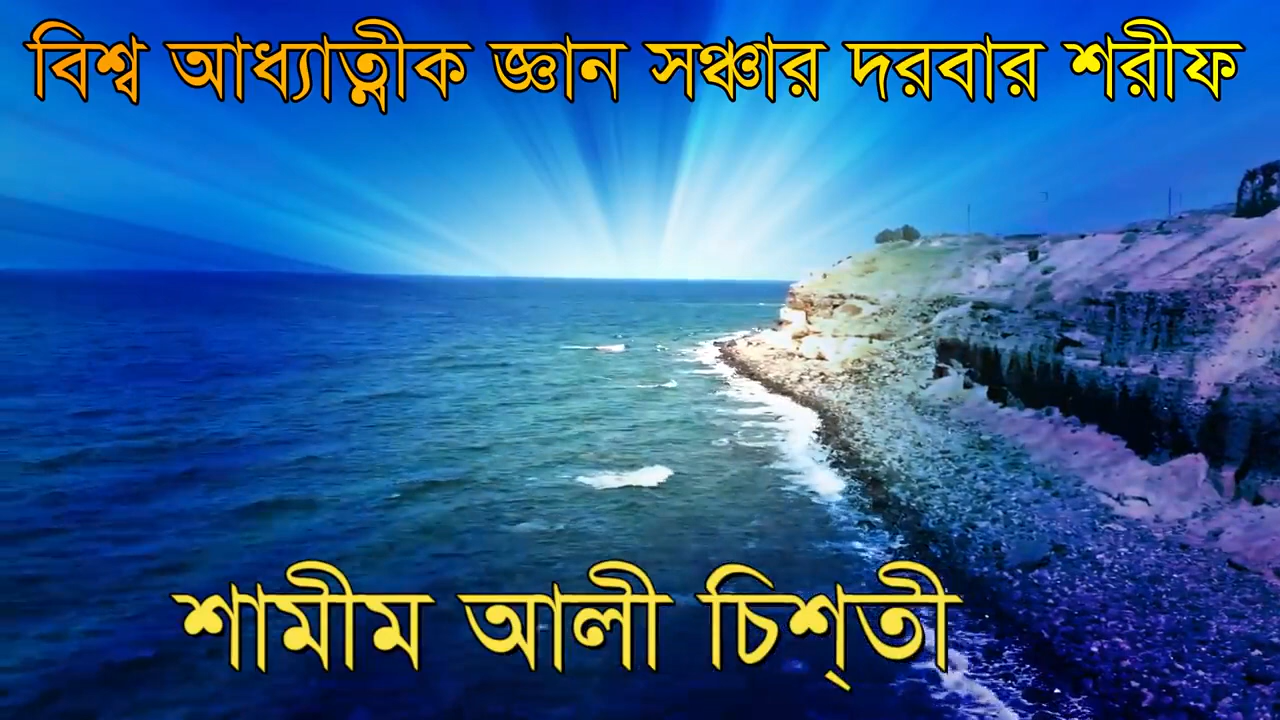 বিশ্ব আধ্যাত্নীক জ্ঞান সঞ্চার দরবার শরীফ
শামীম আলী চিশ্‌তী